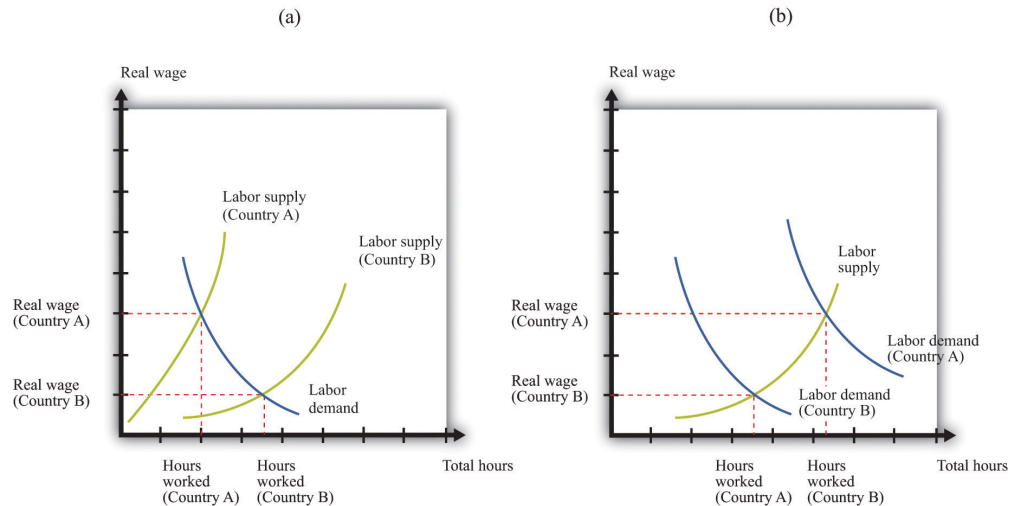 (a)
Real wage
Labor supply
(Country A)
Labor supply
(Country B)
Real wage
(Country A)
Real wage
(Country B)
Labor
demand
Hours
worked
(Country A)
Hours
worked
(Country B)
Total hours
(b)
Real wage
Labor
supply
Real wage
(Country A)
Labor demand
(Country A)
Real wage
(Country B)
Labor demand
(Country B)
Hours
worked
(Country A)
Hours
worked
(Country B)
Total hours